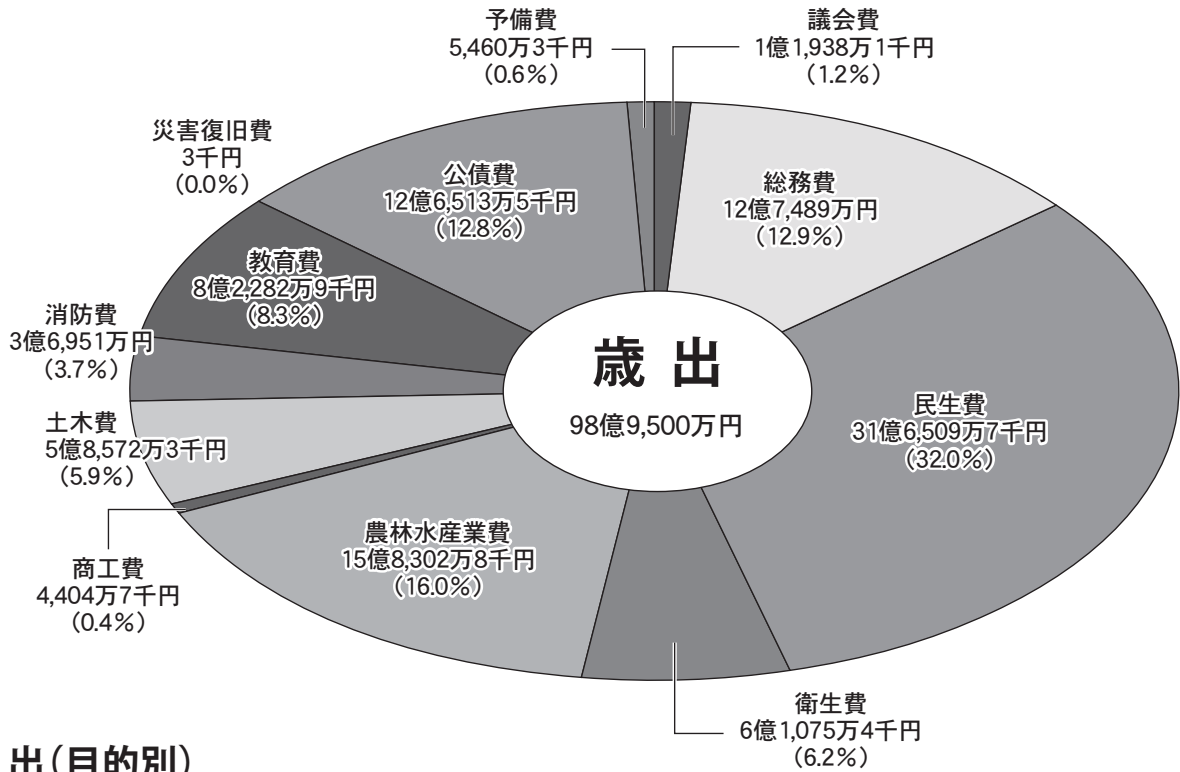 予備費
5,460万3千円
（0.6％）
議会費
1億1,938万1千円
（1.2％）
災害復旧費
3千円
（0.0％）
公債費
12億6,513万5千円
（12.8％）
総務費
12億7,489万円
（12.9％）
教育費
8億2,282万9千円
（8.3％）
消防費
3億6,951万円
（3.7％）
歳 出
98億9,500万円
民生費
31億6,509万7千円
（32.0％）
土木費
5億8,572万3千円
（5.9％）
農林水産業費
15億8,302万8千円
（16.0％）
商工費
4,404万7千円
（0.4％）
衛生費
6億1,075万4千円
（6.2％）
出（目的別）